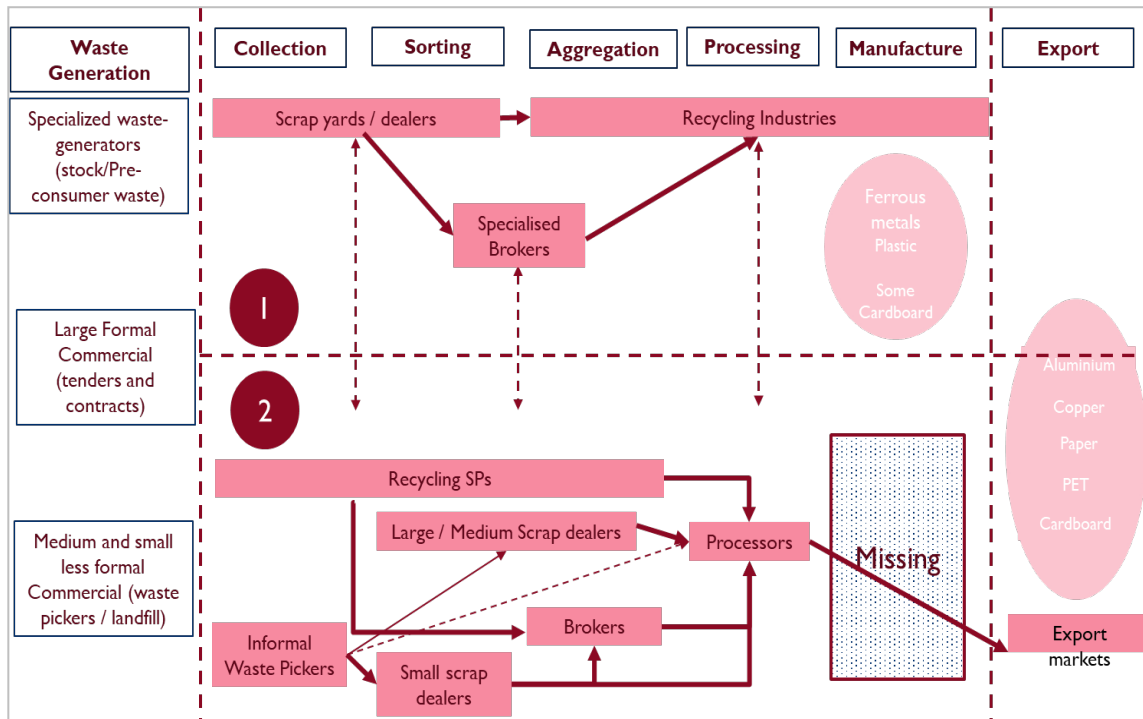 Waste
Generation
Collection
Sorting
Aggregation
Processing
Manufacture
Export
Specialized waste-
generators
(stock/Pre-
consumer waste)
Scrap yards / dealers
Recycling Industries
Specialised
Brokers
Ferrous
metals
Plastic
Some
Cardboard
1
Large Formal
Commercial
(tenders and
contracts)
2
Aluminium
Copper
Paper
PET
Cardboard
Recycling SPs
Large / Medium Scrap dealers
Processors
Missing
Medium and small
less formal
Commercial (waste
pickers / landfill)
Informal
Waste Pickers
Brokers
Small scrap
dealers
Export
markets